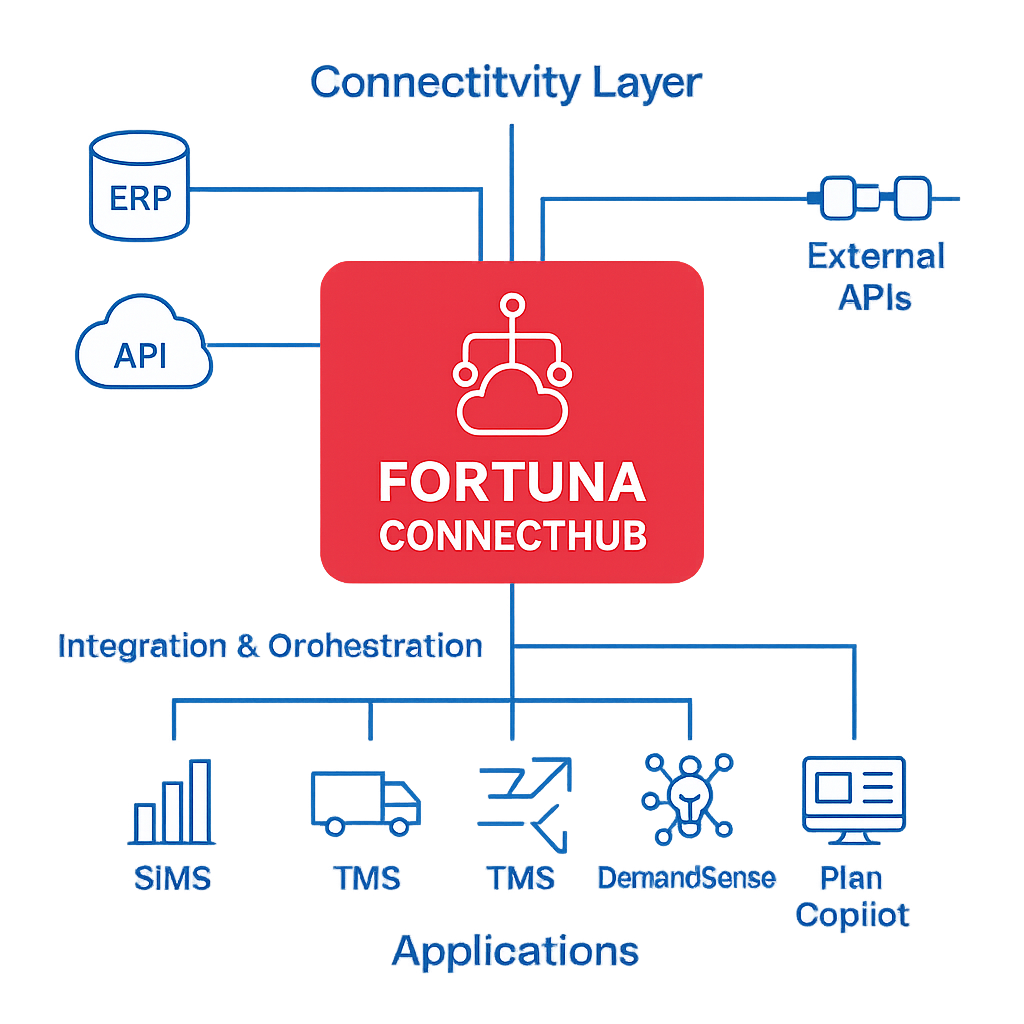 Connectitvity Layer
ERP
External
APIs
API
FORTUNA
CONNECTHUB
Integration & Orohestration
SiMS
TMS
TMS
DemandSense
Plan
Copiiot
Applications